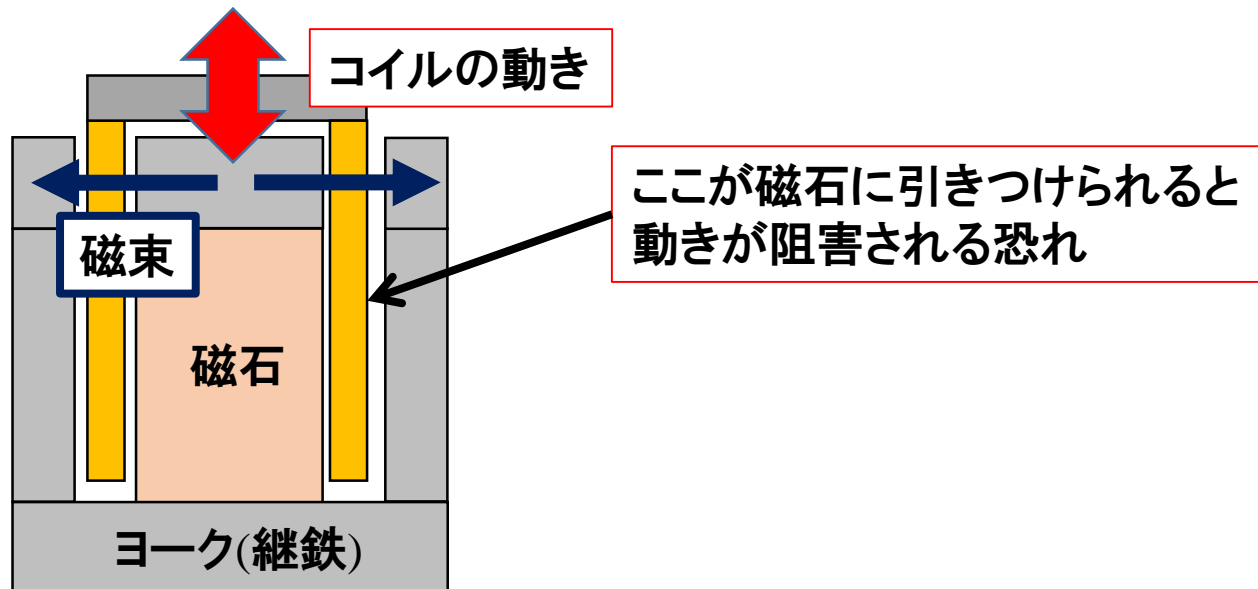 コイルの動き
ここが磁石に引きつけられると
動きが阻害される恐れ
磁束
磁石
ヨーク(継鉄)